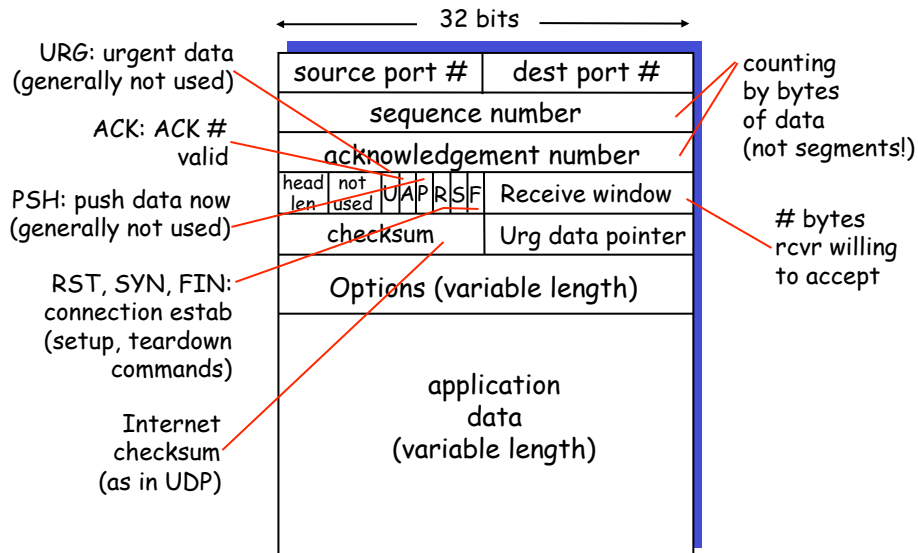 32 bits
URG: urgent data
(generally not used)
ACK: ACK #
valid
PSH: push data now
(generally not used)
RST, SYN, FIN:
connection estab
(setup, teardown
commands)
Internet
checksum
(as in UDP)
source port #
dest port #
sequence number
acknowledgement number
head
len
not
used
U
A
P
R
S
F
Receive window
checksum
Urg data pointer
Options (variable length)
application
data
(variable length)
counting
by bytes
of data
(not segments!)
# bytes
rcvr willing
to accept